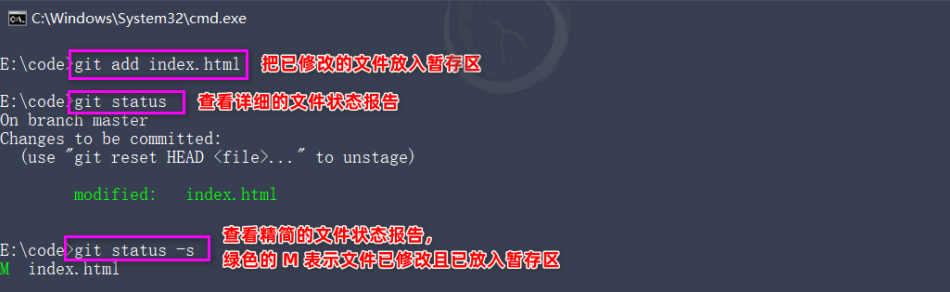 C:\Windows\System32\cmd.exe
E:\code>git add index.html 把已修改的文件放入暂存区
E:\code>git status 查看详细的文件状态报告
On branch master
Changes to be committed:
(use "git reset HEAD <file>..." to unstage)
modified: index.html
查看精简的文件状态报告，
E:\code>git status -s
绿色的 M 表示文件已修改且已放入暂存区
M index.html